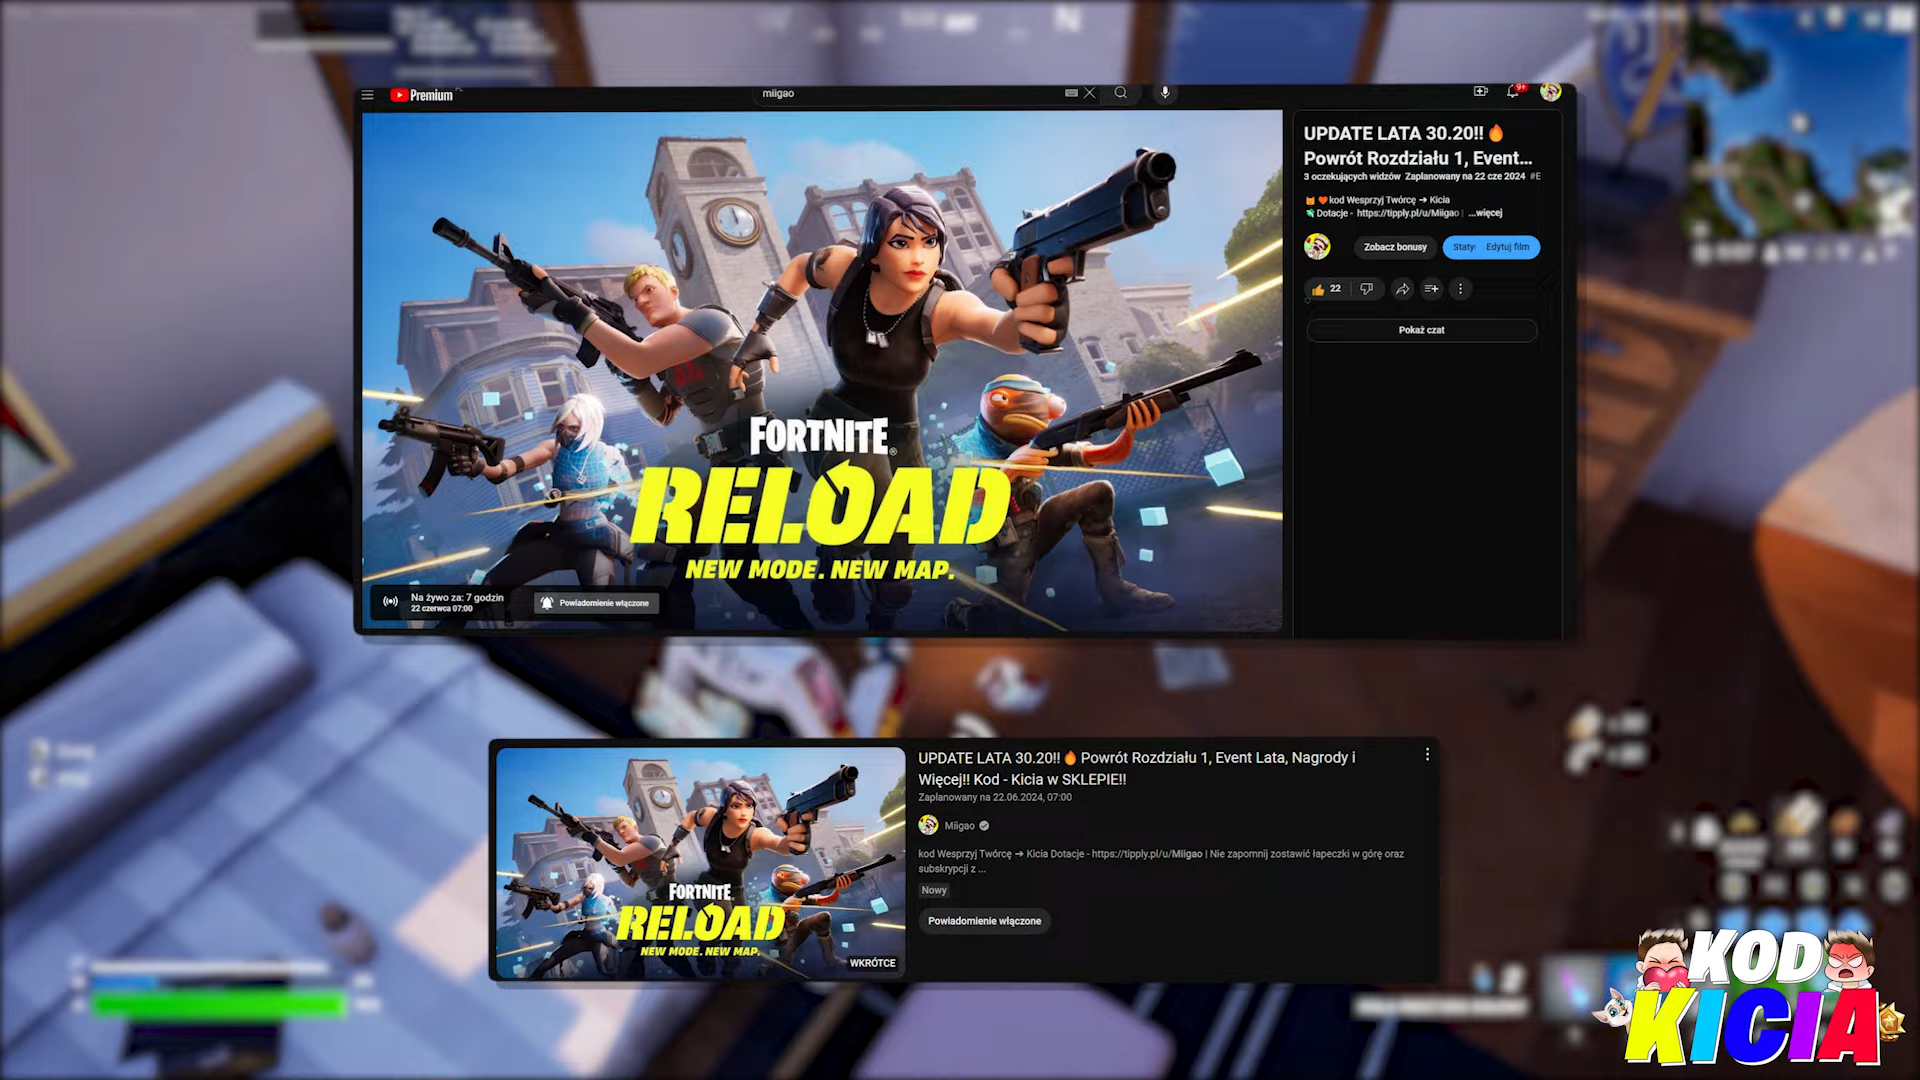 N
Premium
miigao
9+
UPDATE LATA 30.20!!🔥
Powrót Rozdziału 1, Event...
3 oczekujących widzów Zaplanowany na 22 cze 2024 #E
kod Wesprzyj Twórcę ➔ Kicia
Dotacje - https://tipply.pl/u/Miigao | ...więcej
Zobacz bonusy
Staty
Edytuj film
22
Pokaż czat
FORTNITE®
RELOAD
NEW MODE. NEW MAP.
Na żywo za: 7 godzin
22 czerwca 07:00
Powiadomienie włączone
UPDATE LATA 30.20!!🔥 Powrót Rozdziału 1, Event Lata, Nagrody i
Więcej!! Kod - Kicia w SKLEPIE!!
Zaplanowany na 22.06.2024, 07:00
Miigao
kod Wesprzyj Twórcę ➔ Kicia Dotacje - https://tipply.pl/u/Miigao | Nie zapomnij zostawić łapeczki w górę oraz
subskrypcji z ...
Nowy
Powiadomienie włączone
FORTNITE
RELOAD
NEW MODE. NEW MAP.
WKRÓTCE
KOD
KICIA